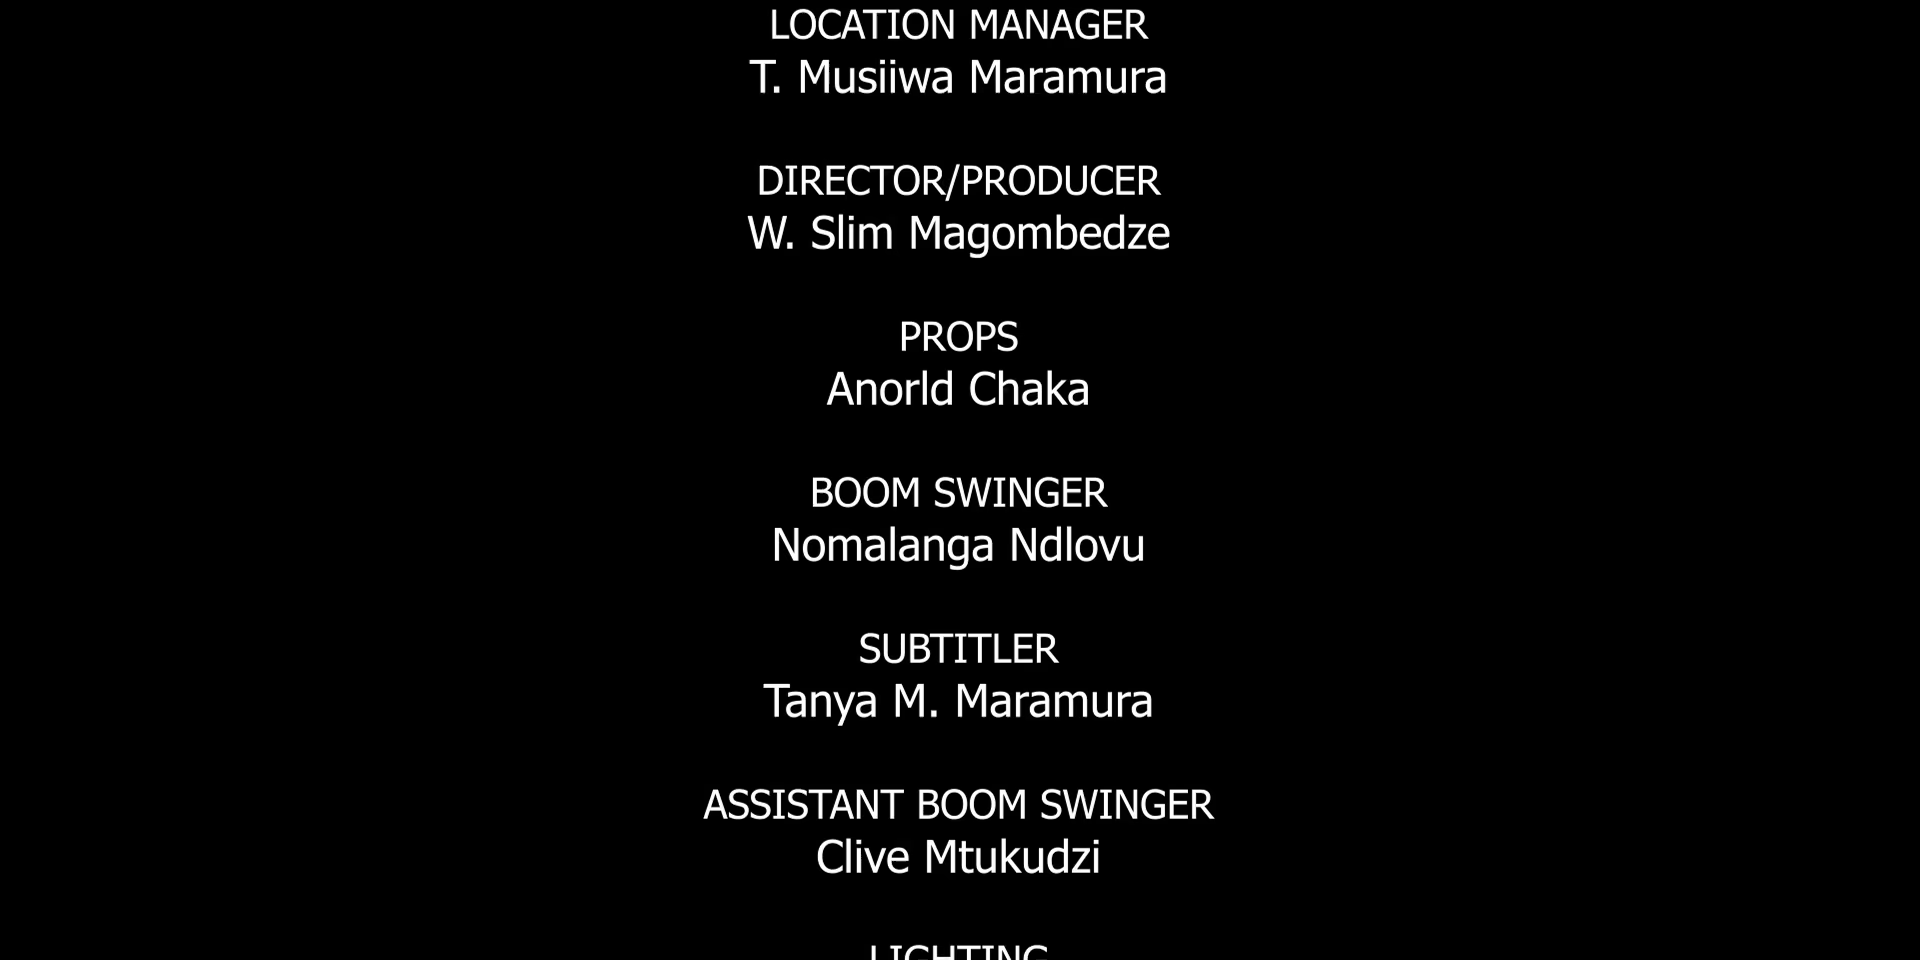 LOCATION MANAGER
T. Musiiwa Maramura
DIRECTOR/PRODUCER
W. Slim Magombedze
PROPS
Anorld Chaka
BOOM SWINGER
Nomalanga Ndlovu
SUBTITLER
Tanya M. Maramura
ASSISTANT BOOM SWINGER
Clive Mtukudzi
LIGHTING